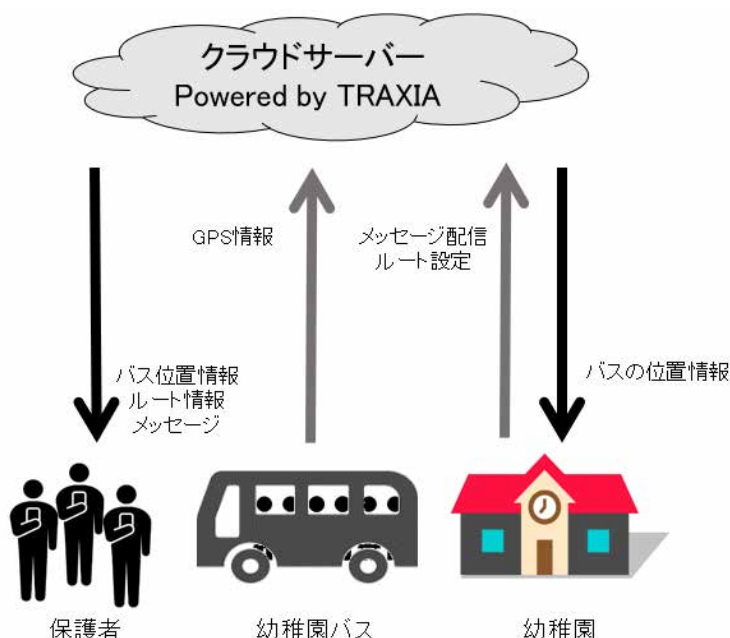 クラウドサーバー
Powered by TRAXIA
GPS情報
メッセージ配信
ルート設定
バス位置情報
ルート情報
メッセージ
バスの位置情報
保護者
幼稚園バス
幼稚園